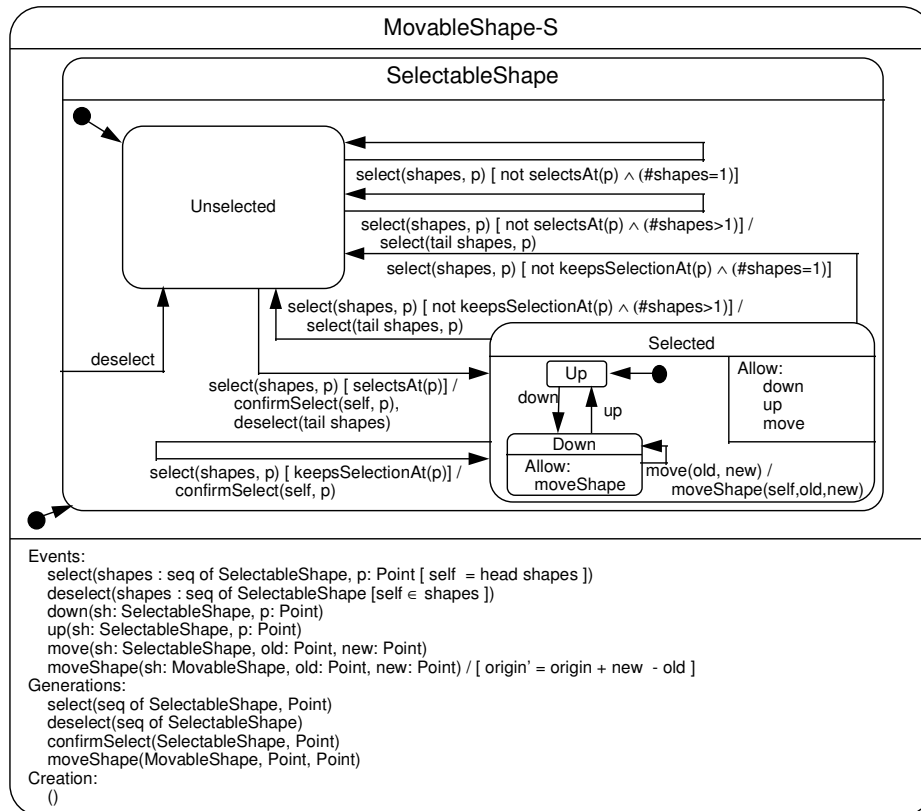 MovableShape-S
SelectableShape
Unselected
select(shapes, p) [ not selectsAt(p) ∧ (#shapes=1)]
select(shapes, p) [ not selectsAt(p) ∧ (#shapes>1)] /
select(tail shapes, p)
select(shapes, p) [ not keepsSelectionAt(p) ∧ (#shapes=1)]
select(shapes, p) [ not keepsSelectionAt(p) ∧ (#shapes>1)] /
select(tail shapes, p)
deselect
select(shapes, p) [ selectsAt(p)] /
confirmSelect(self, p),
deselect(tail shapes)
select(shapes, p) [ keepsSelectionAt(p)] /
confirmSelect(self, p)
Selected
Up
down
up
Down
Allow:
moveShape
move(old, new) /
moveShape(self,old,new)
Allow:
down
up
move
Events:
select(shapes : seq of SelectableShape, p: Point [ self = head shapes ])
deselect(shapes : seq of SelectableShape [self ∈ shapes ])
down(sh: SelectableShape, p: Point)
up(sh: SelectableShape, p: Point)
move(sh: SelectableShape, old: Point, new: Point)
moveShape(sh: MovableShape, old: Point, new: Point) / [ origin' = origin + new - old ]
Generations:
select(seq of SelectableShape, Point)
deselect(seq of SelectableShape)
confirmSelect(SelectableShape, Point)
moveShape(MovableShape, Point, Point)
Creation:
()